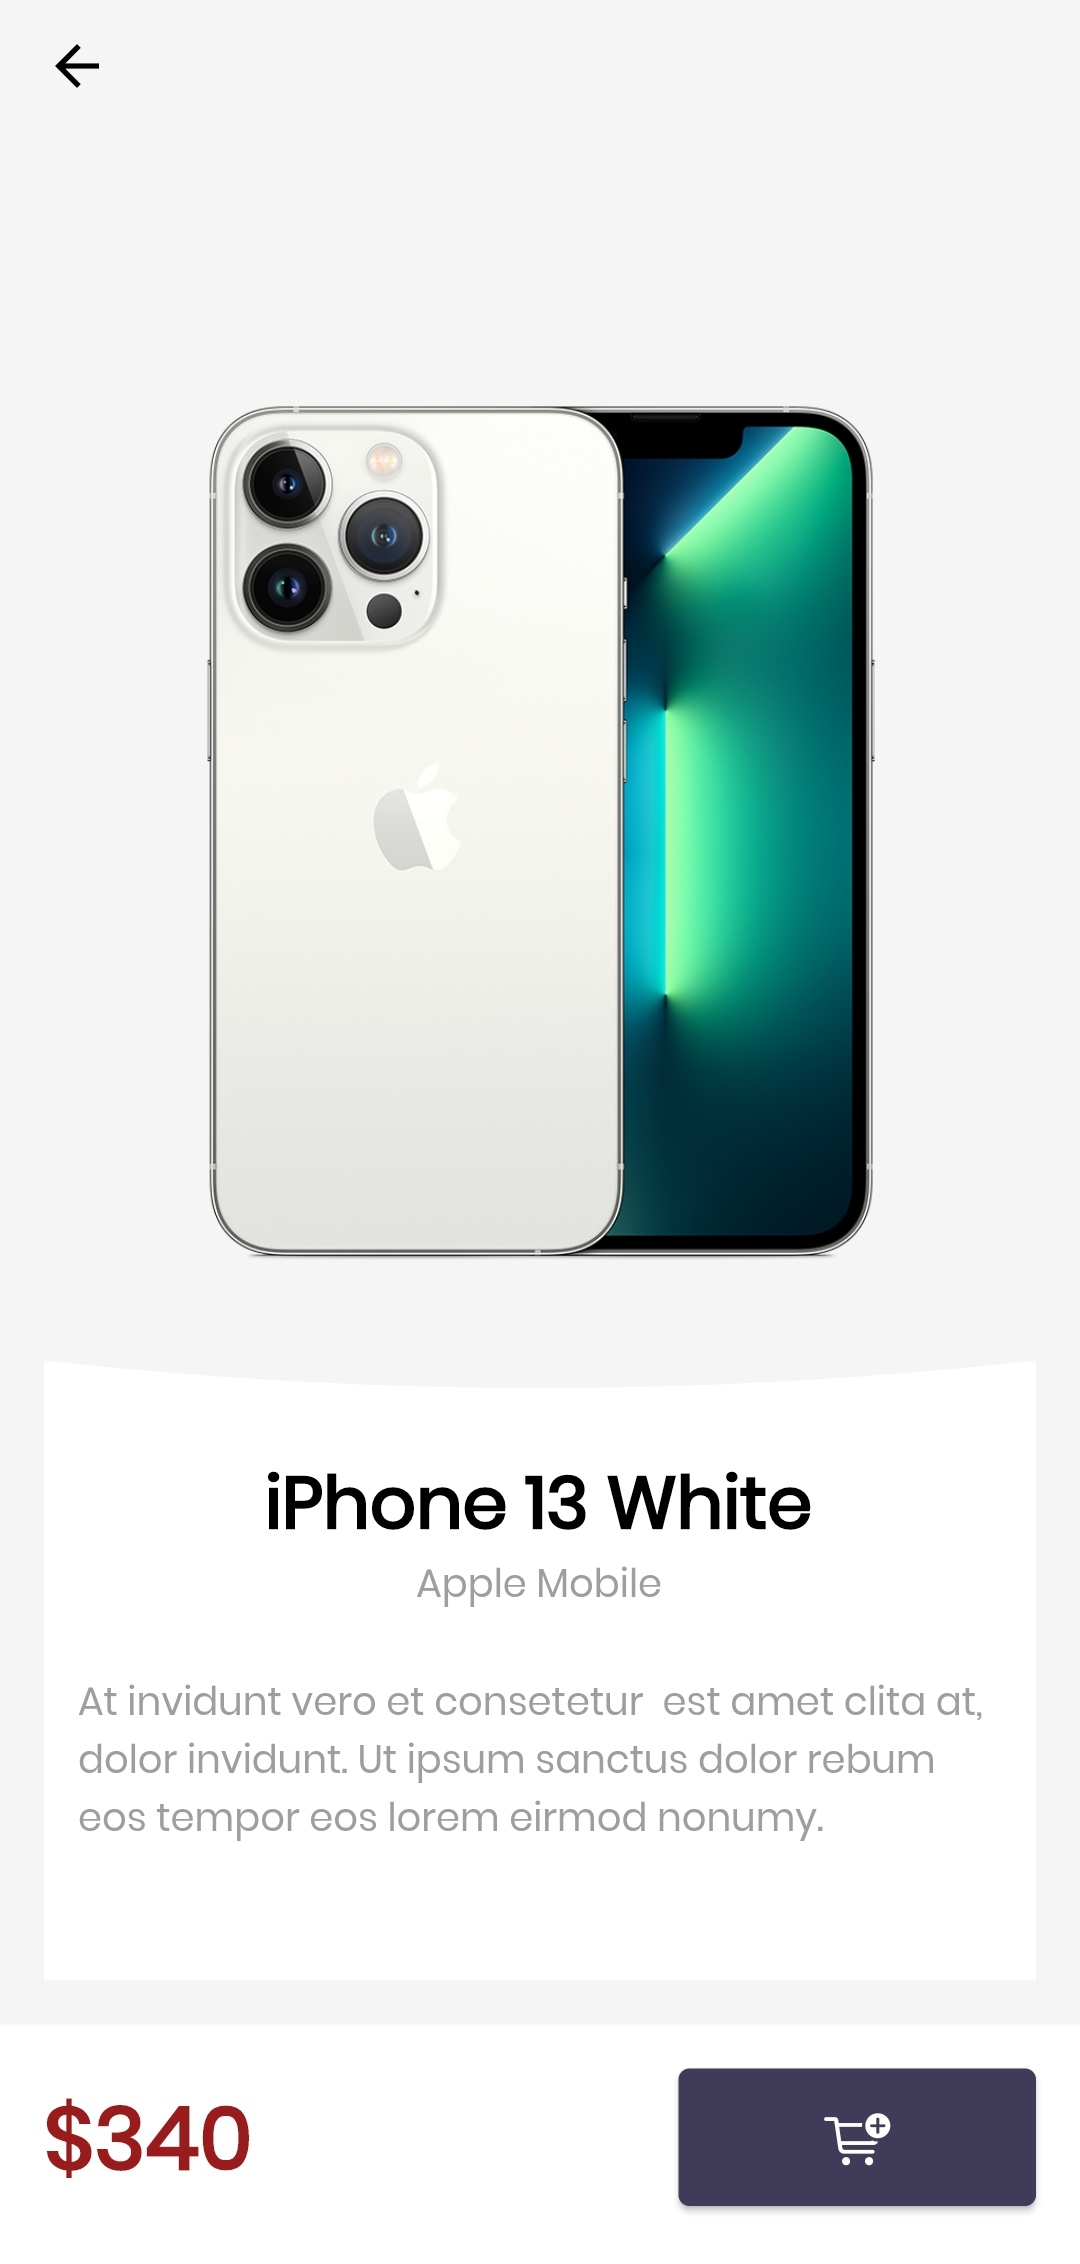 iPhone 13 White
Apple Mobile
At invidunt vero et consetetur  est amet clita at,
dolor invidunt. Ut ipsum sanctus dolor rebum
eos tempor eos lorem eirmod nonumy.
$340